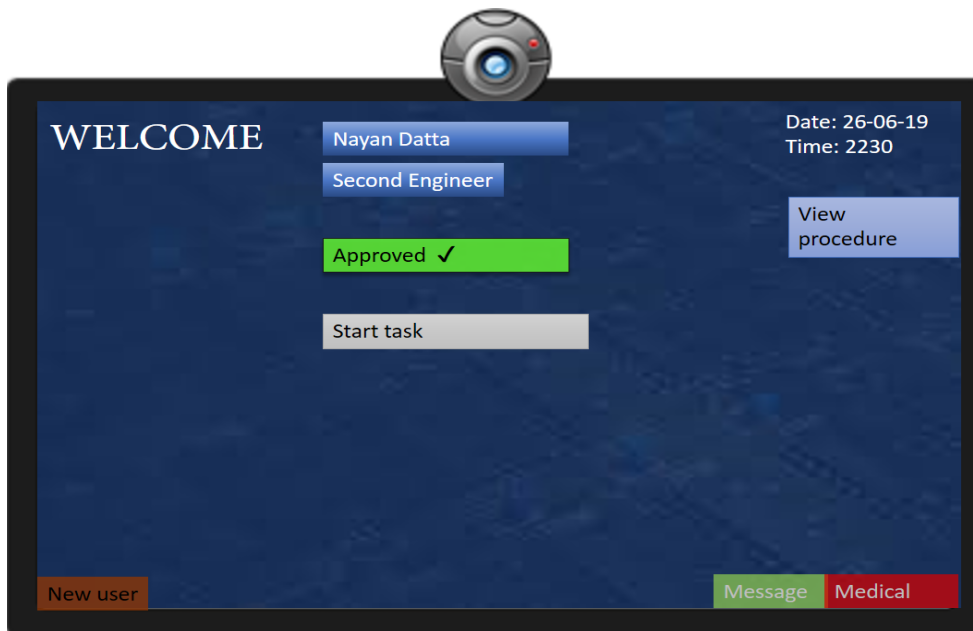 WELCOME
Nayan Datta
Second Engineer
Date: 26-06-19
Time: 2230
View
procedure
Approved ✓
Start task
New user
Message
Medical